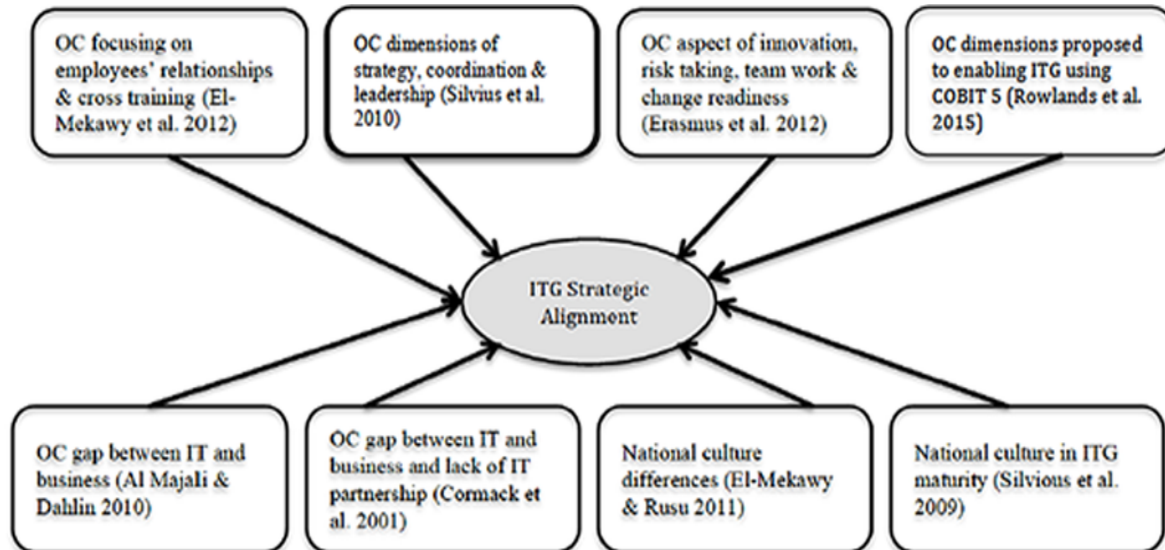 OC focusing on
employees' relationships
& cross training (El-
Mekawy et al. 2012)
OC dimensions of
strategy, coordination &
leadership (Silvius et al.
2010)
OC aspect of innovation,
risk taking, team work &
change readiness
(Erasmus et al. 2012)
OC dimensions proposed
to enabling ITG using
COBIT 5 (Rowlands et al.
2015)
ITG Strategic
Alignment
OC gap between IT and
business (Al Majali &
Dahlin 2010)
OC gap between IT and
business and lack of IT
partnership (Cormack et
al. 2001)
National culture
differences (El-Mekawy
& Rusu 2011)
National culture in ITG
maturity (Silvious et al.
2009)